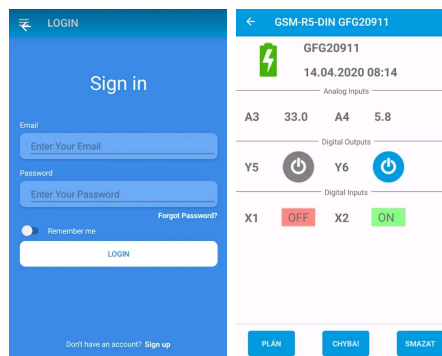 LOGIN
Sign in
Email
Enter Your Email
Password
Enter Your Password
Forgot Password?
Remember me
LOGIN
Don't have an account? Sign up
GSM-R5-DIN GFG20911
GFG20911
14.04.2020 08:14
Analog Inputs
A3 33.0 A4 5.8
Digital Outputs
Y5 Y6
Digital Inputs
X1 OFF X2 ON
PLÁN CHYBA! SMAZAT